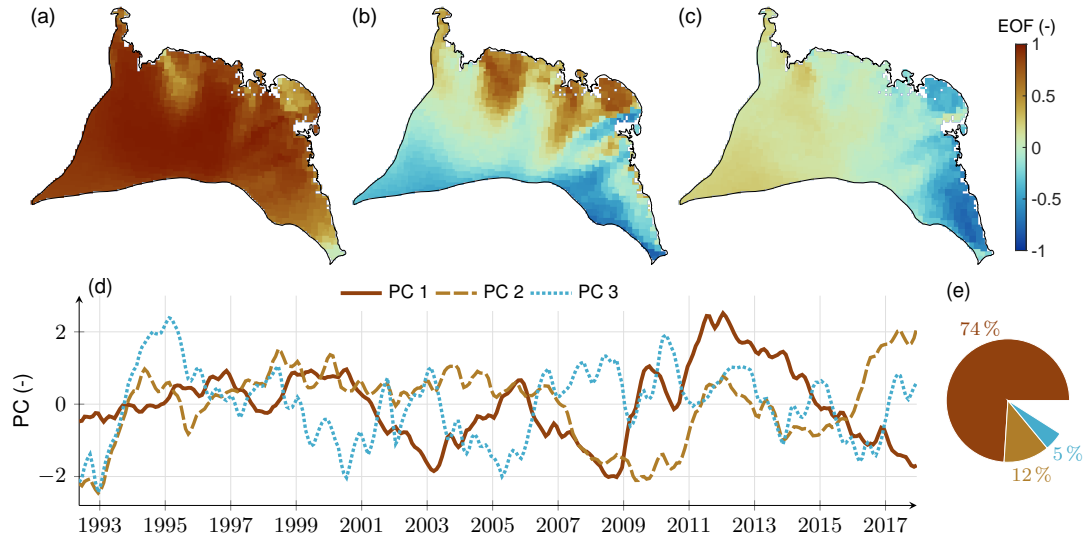 (a)
(b)
(c)
EOF (-)
1
0.5
0
-0.5
-1
(d)
PC 1
PC 2
PC 3
(e)
PC (-)
2
0
−2
1993
1995
1997
1999
2001
2003
2005
2007
2009
2011
2013
2015
2017
74 %
5 %
12 %